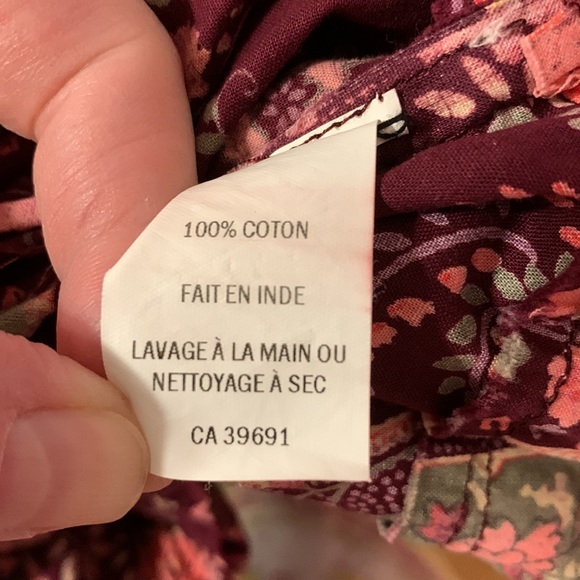 100% COTON
FAIT EN INDE
LAVAGE À LA MAIN OU
NETTOYAGE À SEC
CA 39691